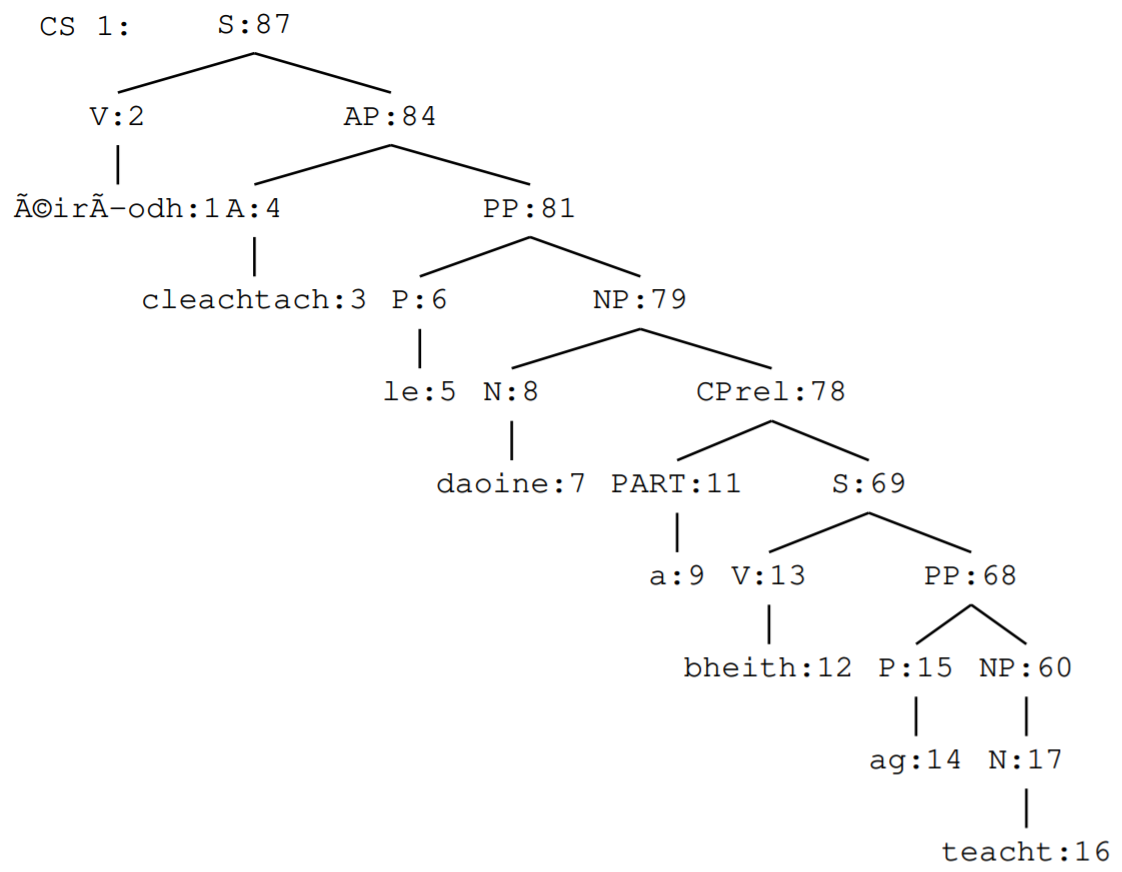 CS 1: S:87
V:2 AP:84
Ã©irÃ­odh:1 A:4 PP:81
cleachtach:3 P:6 NP:79
le:5 N:8 CPrel:78
daoine:7 PART:11 S:69
a:9 V:13 PP:68
bheith:12 P:15 NP:60
ag:14 N:17
teacht:16